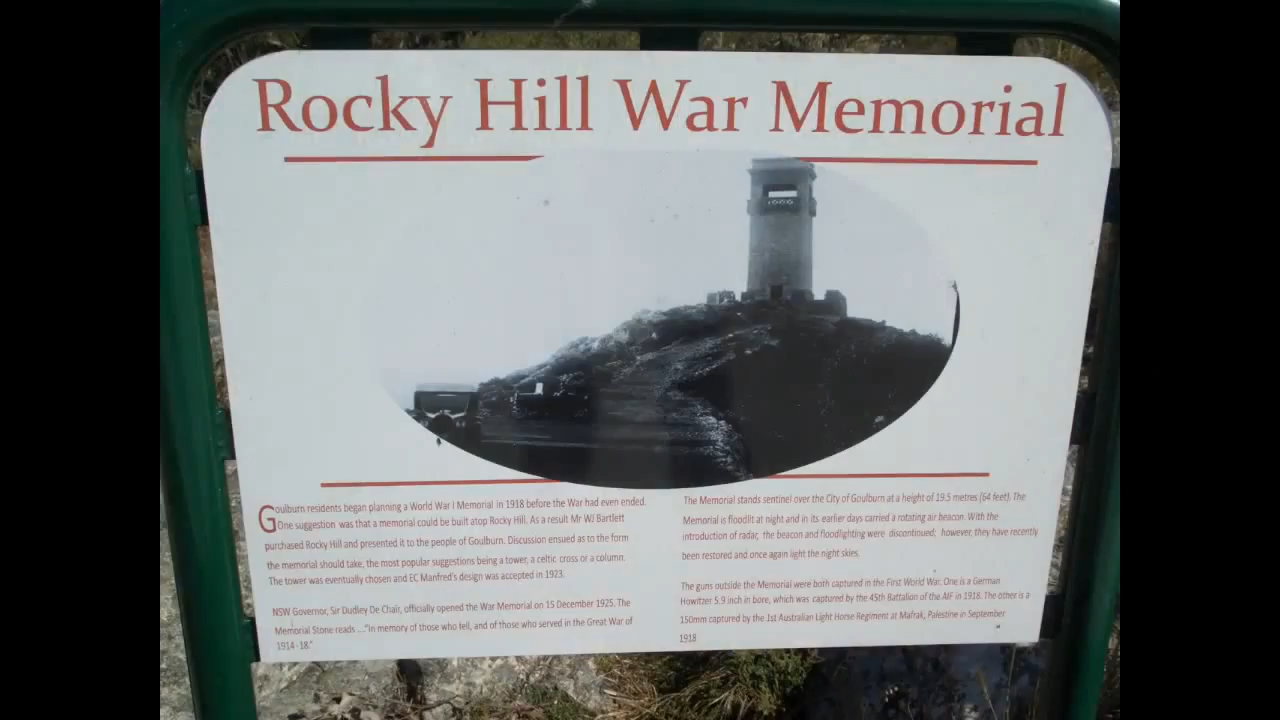 Rocky Hill War Memorial
Goulburn residents began planning a World War I Memorial in 1918 before the War had even ended.
One suggestion was that a memorial could be built atop Rocky Hill. As a result Mr WJ Bartlett
purchased Rocky Hill and presented it to the people of Goulburn. Discussion ensued as to the form
the memorial should take, the most popular suggestions being a tower, a celtic cross or a column.
The tower was eventually chosen and EC Manfred's design was accepted in 1923.
NSW Governor, Sir Dudley De Chair, officially opened the War Memorial on 15 December 1925. The
Memorial Stone reads ...."in memory of those who fell, and of those who served in the Great War of
1914-18."
The Memorial stands sentinel over the City of Goulburn at a height of 19.5 metres (64 feet). The
Memorial is floodlit at night and in its earlier days carried a rotating air beacon. With the
introduction of radar, the beacon and floodlighting were discontinued; however, they have recently
been restored and once again light the night skies.
The guns outside the Memorial were both captured in the First World War. One is a German
Howitzer 5.9 inch in bore, which was captured by the 45th Battalion of the AIF in 1918. The other is a
150mm captured by the 1st Australian Light Horse Regiment at Mafrak, Palestine in September
1918